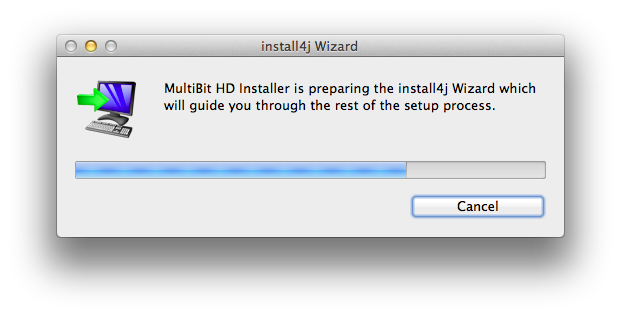 install4j Wizard
MultiBit HD Installer is preparing the install4j Wizard which
will guide you through the rest of the setup process.
Cancel